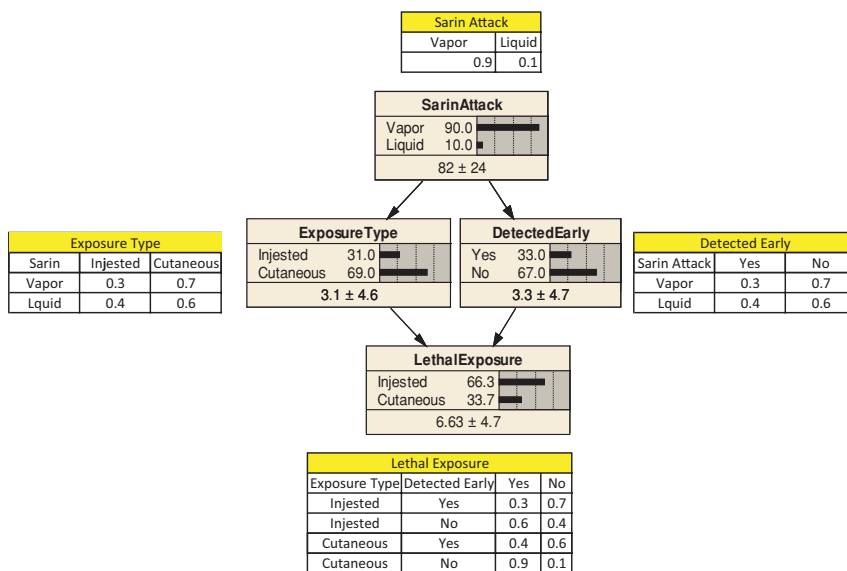 Sarin Attack
Vapor Liquid
0.9 0.1
SarinAttack
Vapor 90.0
Liquid 10.0
82 ± 24
ExposureType
Injested 31.0
Cutaneous 69.0
3.1 ± 4.6
DetectedEarly
Yes 33.0
No 67.0
3.3 ± 4.7
Exposure Type
Sarin Injested Cutaneous
Vapor 0.3 0.7
Lquid 0.4 0.6
Detected Early
Sarin Attack Yes No
Vapor 0.3 0.7
Lquid 0.4 0.6
LethalExposure
Injested 66.3
Cutaneous 33.7
6.63 ± 4.7
Lethal Exposure
Exposure Type Detected Early Yes No
Injested Yes 0.3 0.7
Injested No 0.6 0.4
Cutaneous Yes 0.4 0.6
Cutaneous No 0.9 0.1